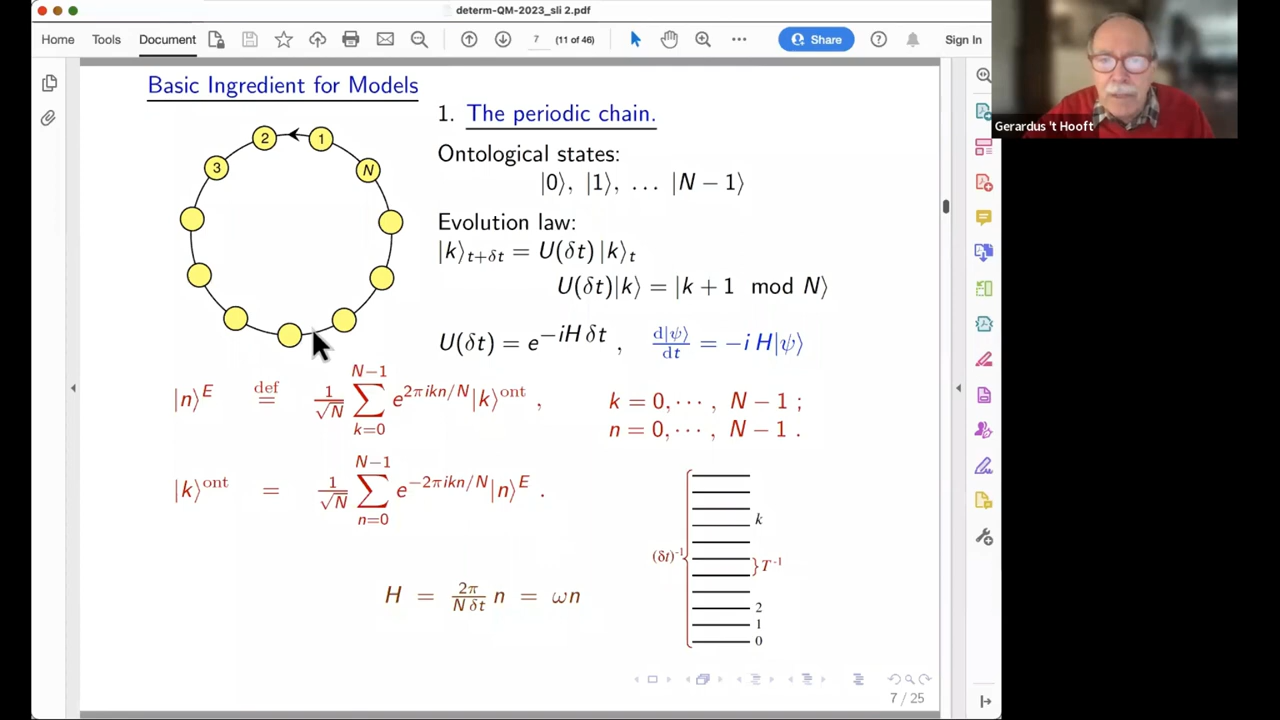 determ-QM-2023_sli 2.pdf
Home Tools Document 7 (11 of 46) Share Sign In
Gerardus 't Hooft
Basic Ingredient for Models
1. The periodic chain.
2 1
3 N
Ontological states:
|0⟩, |1⟩, … |N − 1⟩
Evolution law:
|k⟩_{t+δt} = U(δt) |k⟩_t
U(δt)|k⟩ = |k + 1 mod N⟩
U(δt) = e^{−iH δt} , d|ψ⟩/dt = −i H|ψ⟩
|n⟩^E def = 1/√N ∑_{k=0}^{N−1} e^{2πikn/N} |k⟩^ont , k = 0, ⋯ , N − 1 ;
n = 0, ⋯ , N − 1 .
|k⟩^ont = 1/√N ∑_{n=0}^{N−1} e^{−2πikn/N} |n⟩^E .
k
(δt)^-1 } T^-1
H = 2π/(N δt) n = ωn
2
1
0
7 / 25